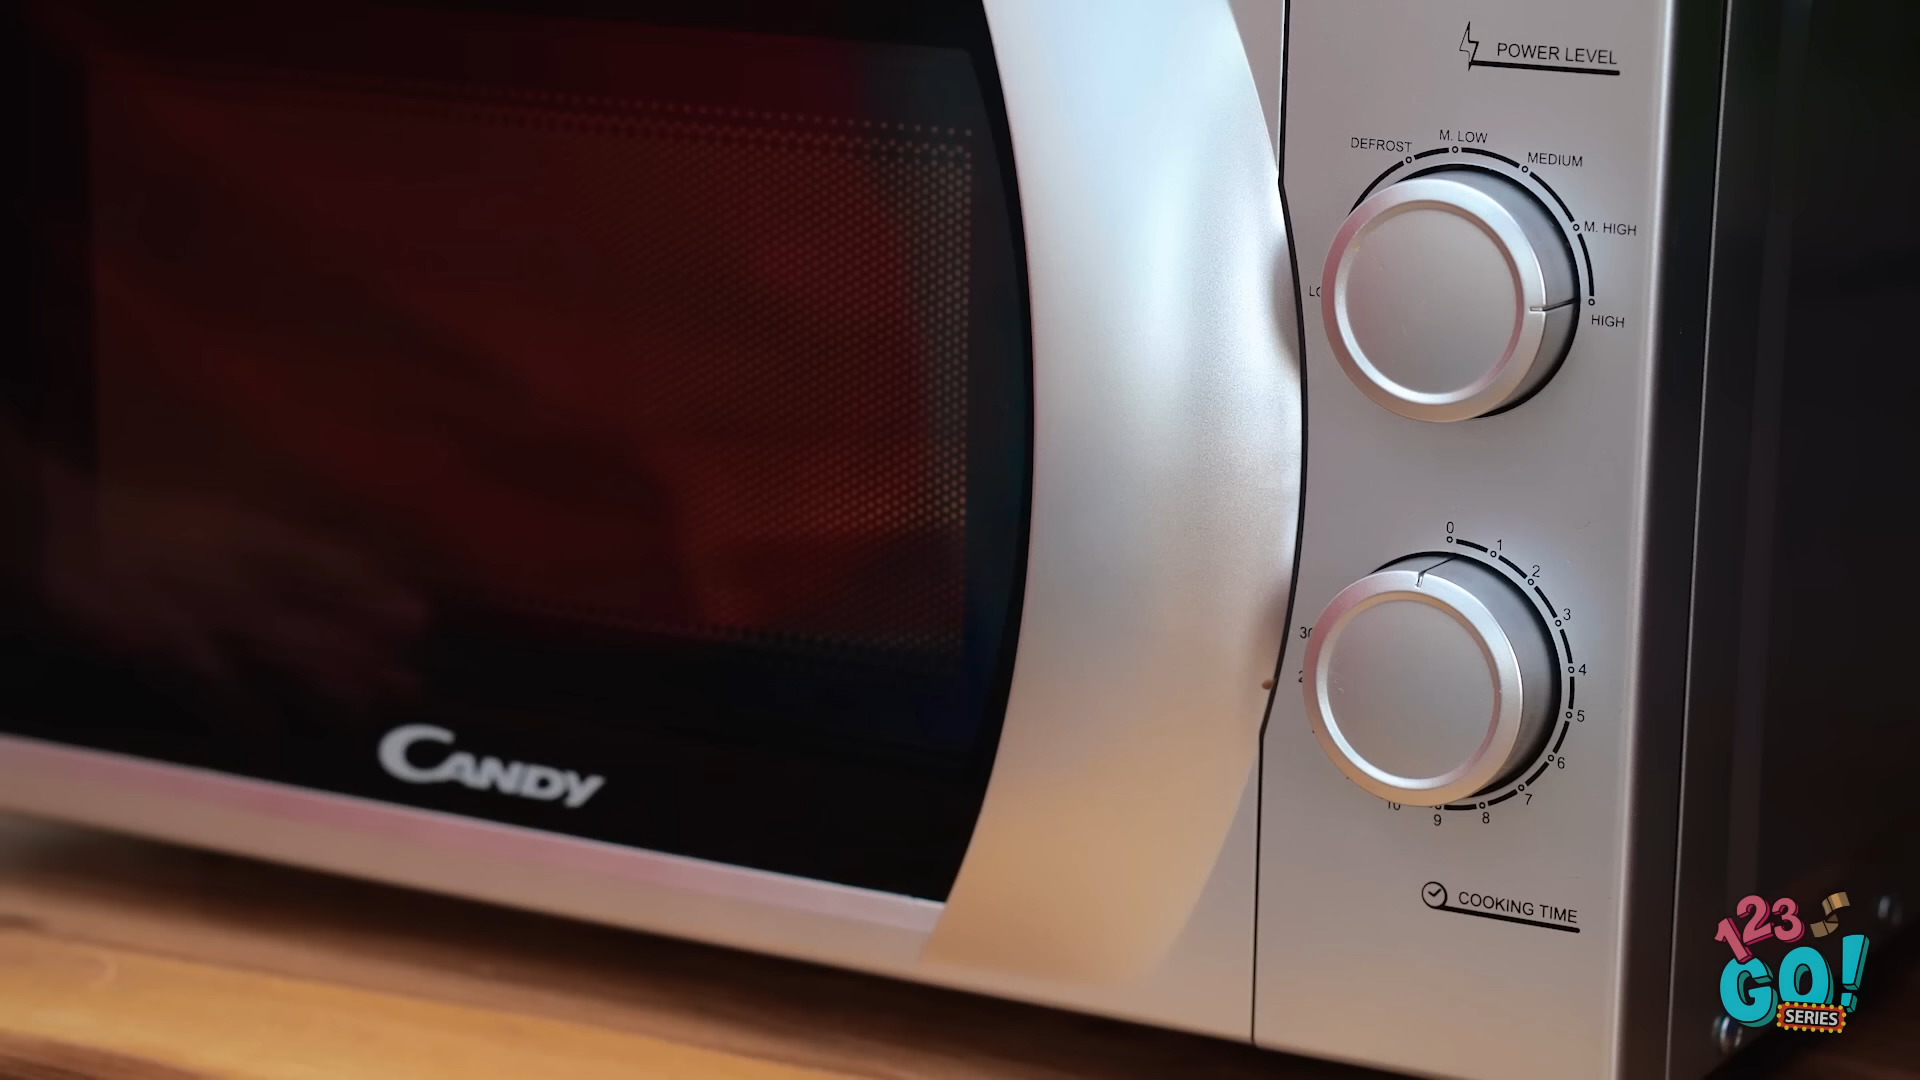 POWER LEVEL
DEFROST
M. LOW
MEDIUM
M. HIGH
HIGH
0
1
2
3
4
5
6
7
8
9
10
30
COOKING TIME
CANDY
123
GO!
SERIES